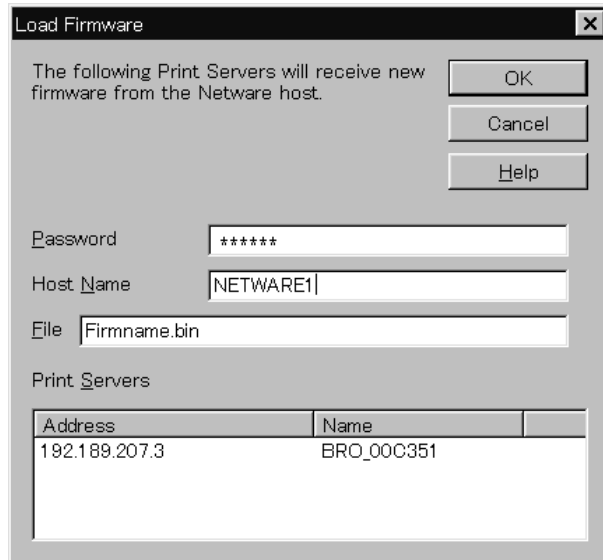 Load Firmware
The following Print Servers will receive new
firmware from the Netware host.
OK
Cancel
Help
Password ******
Host Name NETWARE1
File Firmname.bin
Print Servers
Address Name
192.189.207.3 BRO_00C351